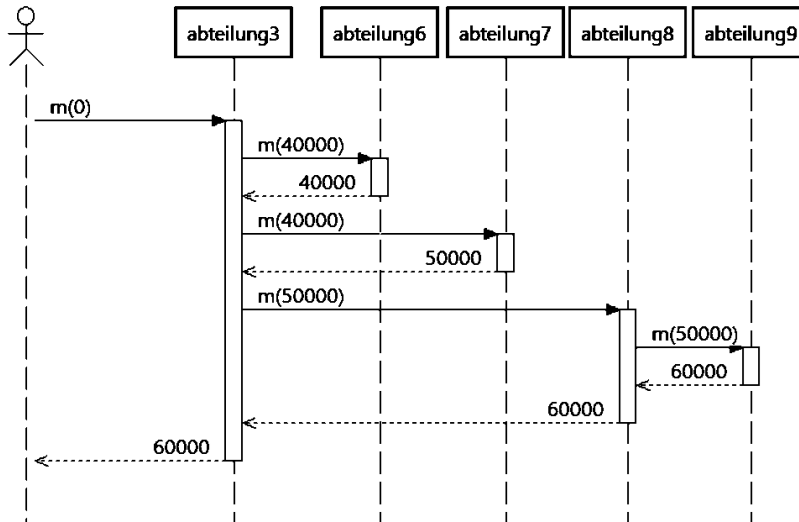 abteilung3 abteilung6 abteilung7 abteilung8 abteilung9
m(0)
m(40000)
40000
m(40000)
50000
m(50000)
m(50000)
60000
60000
60000